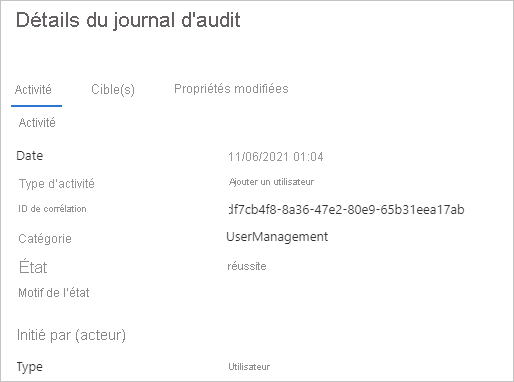 Détails du journal d'audit
Activité Cible(s) Propriétés modifiées
Activité
Date 11/06/2021 01:04
Type d'activité Ajouter un utilisateur
ID de corrélation df7cb4f8-8a36-47e2-80e9-65b31eea17ab
Catégorie UserManagement
État réussite
Motif de l'état
Initié par (acteur)
Type Utilisateur